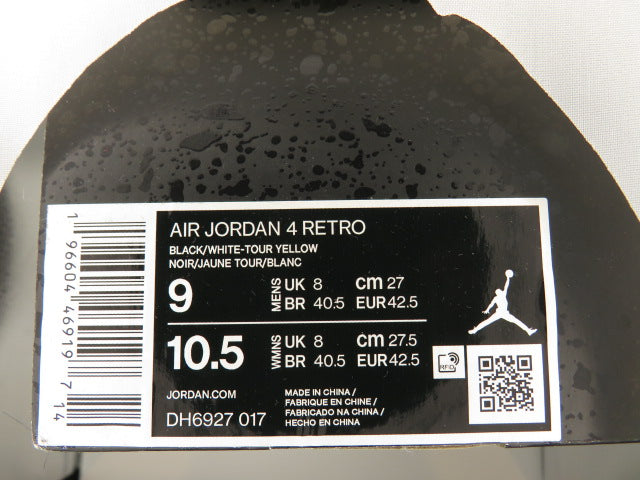 AIR JORDAN 4 RETRO
BLACK/WHITE-TOUR YELLOW
NOIR/JAUNE TOUR/BLANC
9 MENS UK 8 cm 27
BR 40.5 EUR 42.5
10.5 WMNS UK 8 cm 27.5
BR 40.5 EUR 42.5
RFID
JORDAN.COM
DH6927 017
MADE IN CHINA /
FABRIQUE EN CHINE /
FABRICADO NA CHINA /
HECHO EN CHINA
1 96604 46919 7 14